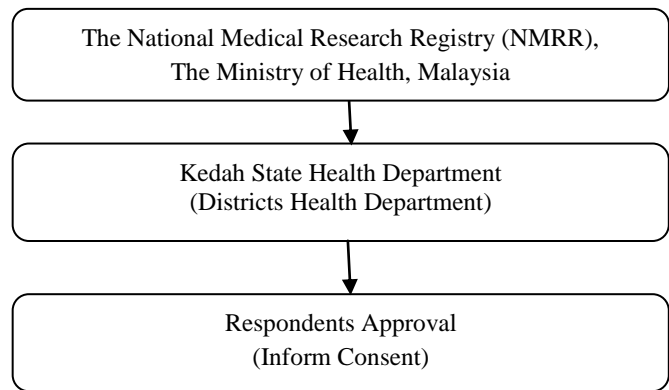 The National Medical Research Registry (NMRR),
The Ministry of Health, Malaysia
Kedah State Health Department
(Districts Health Department)
Respondents Approval
(Inform Consent)